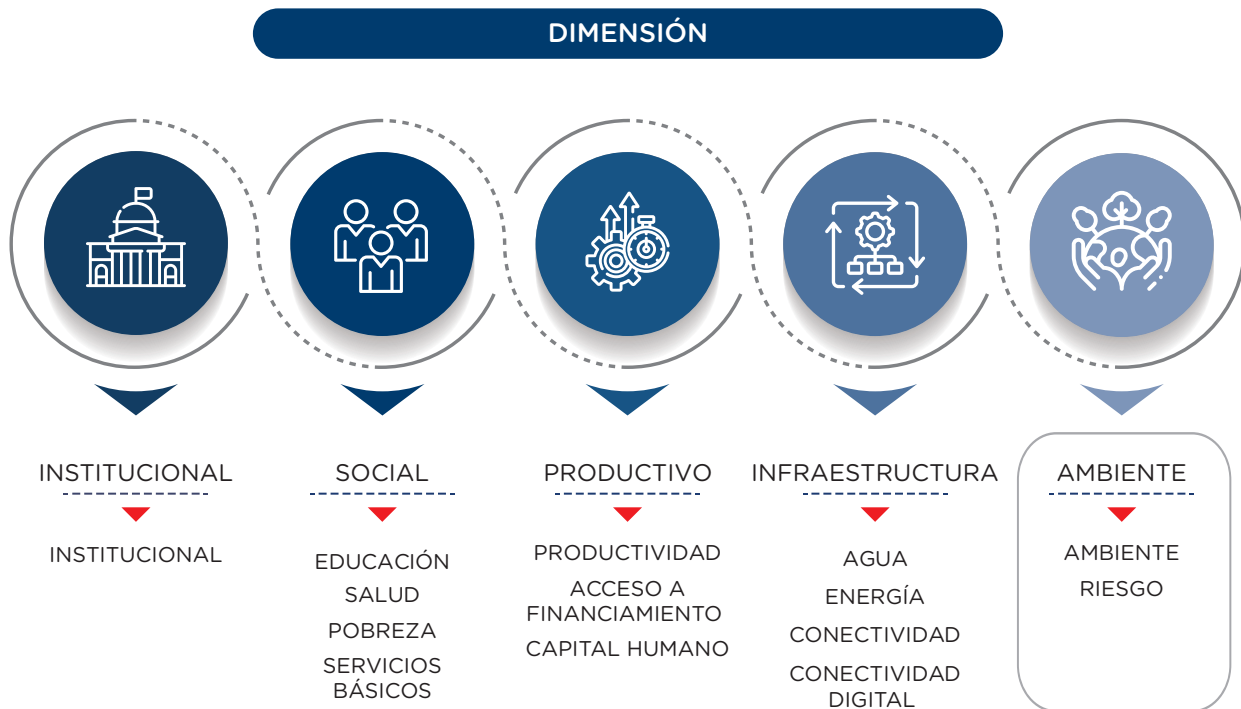 DIMENSIÓN
INSTITUCIONAL
INSTITUCIONAL
SOCIAL
EDUCACIÓN
SALUD
POBREZA
SERVICIOS
BÁSICOS
PRODUCTIVO
PRODUCTIVIDAD
ACCESO A
FINANCIAMIENTO
CAPITAL HUMANO
INFRAESTRUCTURA
AGUA
ENERGÍA
CONECTIVIDAD
CONECTIVIDAD
DIGITAL
AMBIENTE
AMBIENTE
RIESGO